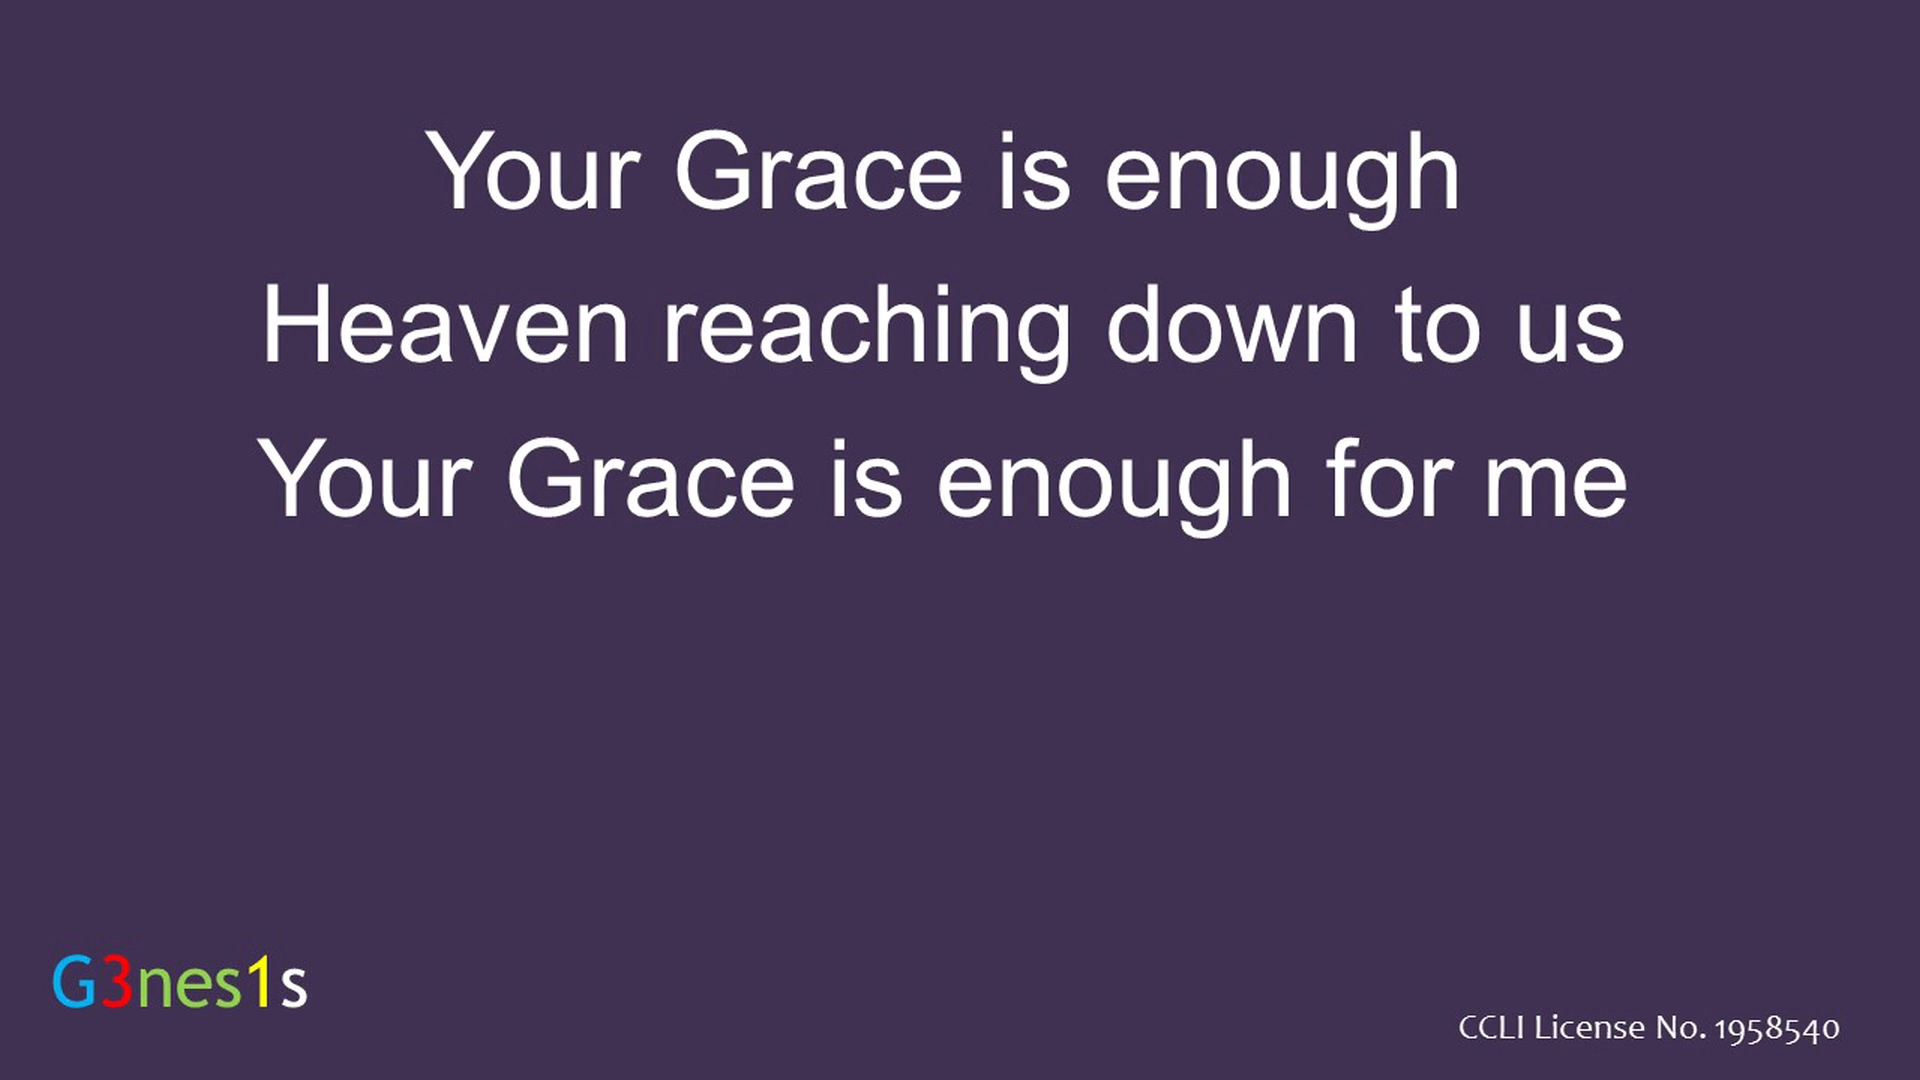 Your Grace is enough
Heaven reaching down to us
Your Grace is enough for me
G3nes1s
CCLI License No. 1958540